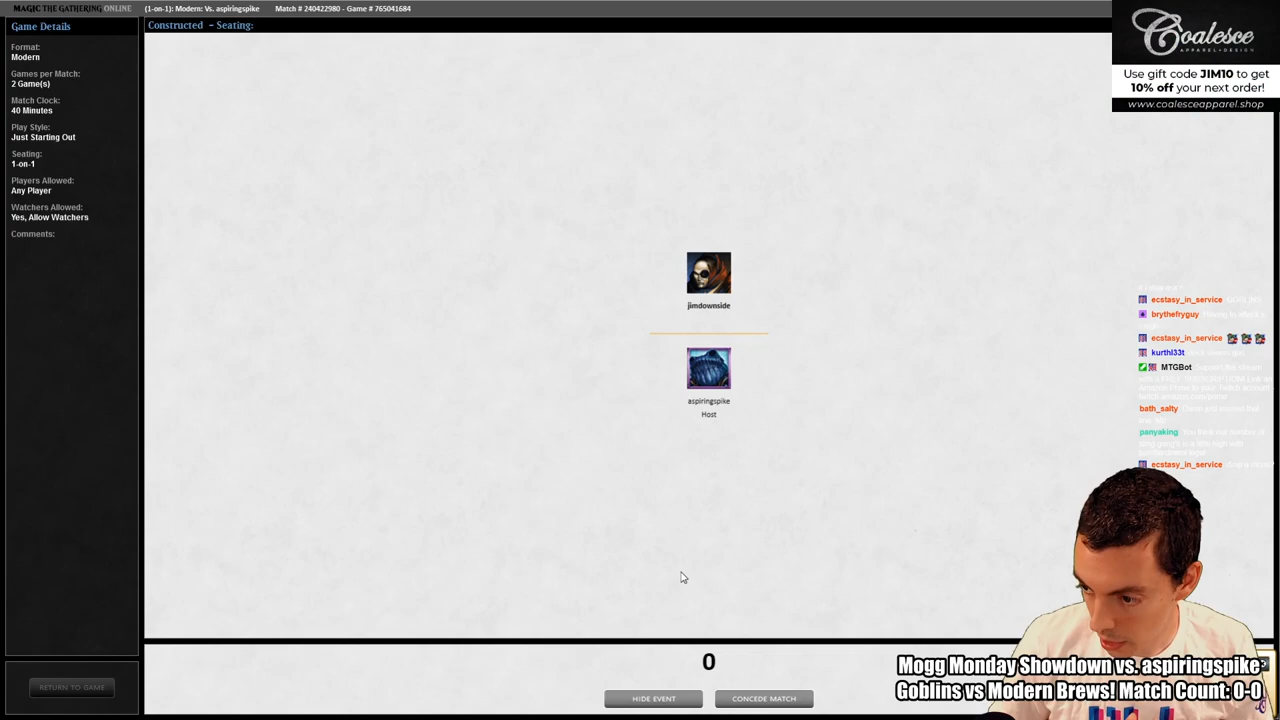 MAGIC THE GATHERING ONLINE
(1-on-1): Modern: Vs. aspiringspike
Match # 240422980 - Game # 765041684
Game Details
Format:
Modern
Games per Match:
2 Game(s)
Match Clock:
40 Minutes
Play Style:
Just Starting Out
Seating:
1-on-1
Players Allowed:
Any Player
Watchers Allowed:
Yes, Allow Watchers
Comments:
RETURN TO GAME
Constructed - Seating:
jimdownside
aspiringspike
Host
0
HIDE EVENT
CONCEDE MATCH
Coalesce
APPAREL+DESIGN
Use gift code JIM10 to get
10% off your next order!
www.coalesceapparel.shop
ecstasy_in_service
brythefryguy
ecstasy_in_service
kurthl33t
MTGBot
bath_salty
panyaking
ecstasy_in_service
Mogg Monday Showdown vs. aspiringspike
Goblins vs Modern Brews! Match Count: 0-0